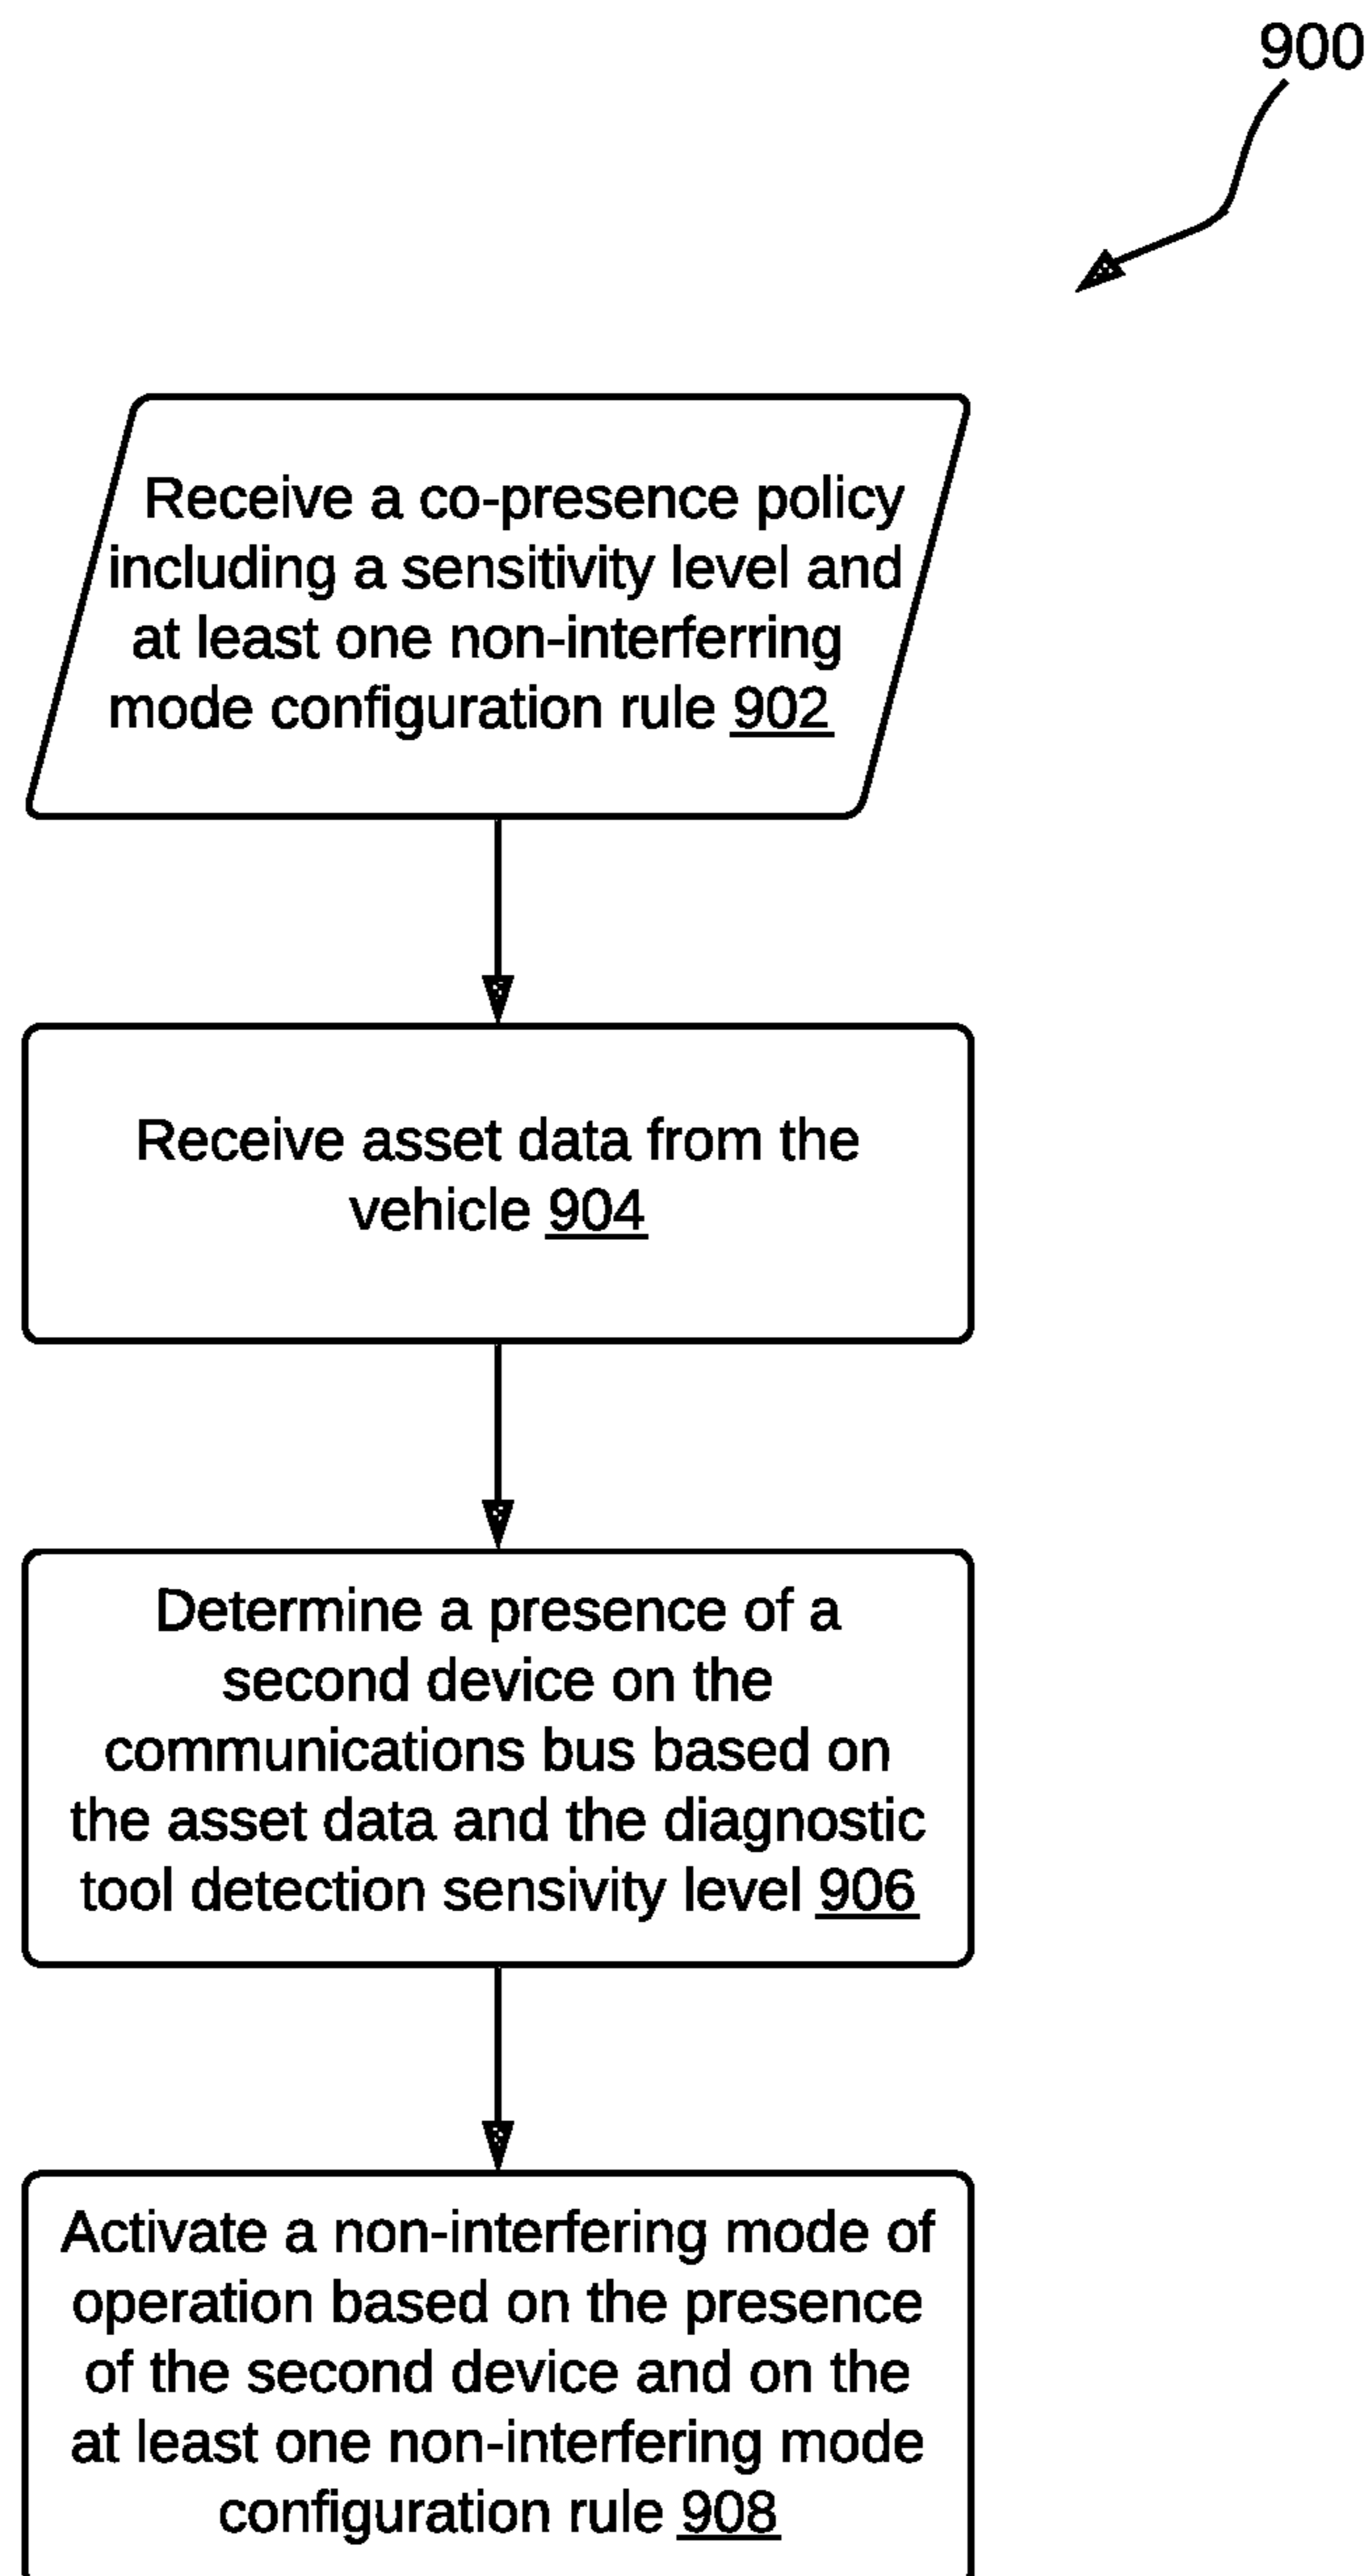 900
Receive a co-presence policy
including a sensitivity level and
at least one non-interferring
mode configuration rule 902
Receive asset data from the
vehicle 904
Determine a presence of a
second device on the
communications bus based on
the asset data and the diagnostic
tool detection sensivity level 906
Activate a non-interfering mode of
operation based on the presence
of the second device and on the
at least one non-interfering mode
configuration rule 908